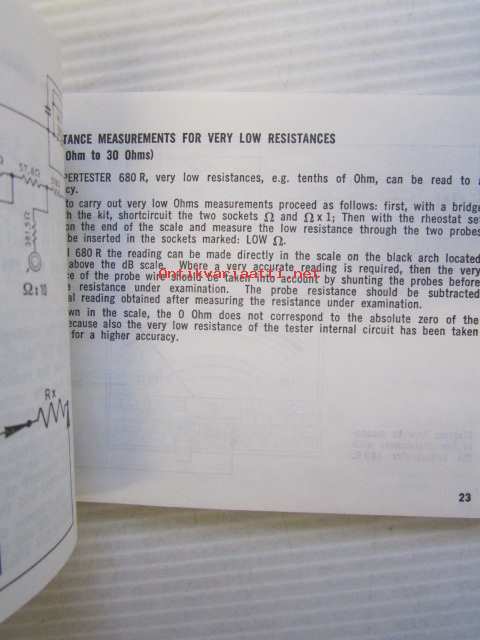 TANCE MEASUREMENTS FOR VERY LOW RESISTANCES
Ohm to 30 Ohms)
PERTESTER 680 R, very low resistances, e.g. tenths of Ohm, can be read to a
cy.
to carry out very low Ohms measurements proceed as follows: first, with a bridge
h the kit, shortcircuit the two sockets Ω and Ω x 1; Then with the rheostat set
on the end of the scale and measure the low resistance through the two probes
be inserted in the sockets marked: LOW Ω.
l 680 R the reading can be made directly in the scale on the black arch located
above the dB scale. Where a very accurate reading is required, then the very
e of the probe wire should be taken into account by shunting the probes before
resistance under examination. The probe resistance should be subtracted
al reading obtained after measuring the resistance under examination.
wn in the scale, the 0 Ohm does not correspond to the absolute zero of the
ecause also the very low resistance of the tester internal circuit has been taken
for a higher accuracy.
23
Ω:10
Rx
Antikvariaatti.net